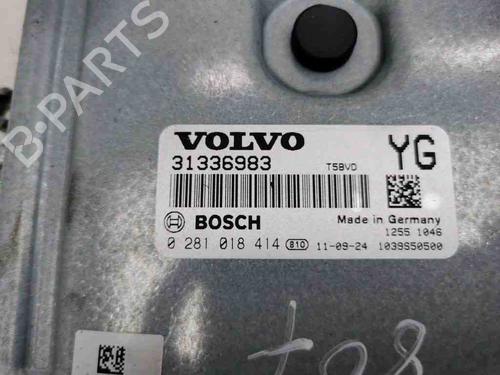 B-PARTS
VOLVO
31336983 T5BVD YG
BOSCH Made in Germany
1255 1046
0 281 018 414 810 11-09-24 1039S50500